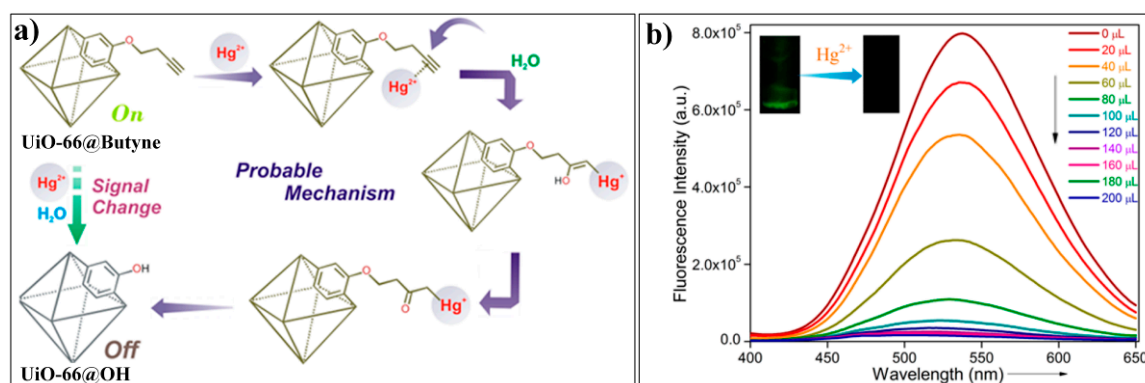 a)
O
Hg²⁺
O
Hg²⁺
H₂O
On
UiO-66@Butyne
Hg²⁺
H₂O
Signal
Change
Probable
Mechanism
O
HO
Hg⁺
OH
O
O
Hg⁺
Off
UiO-66@OH
b)
Fluorescence Intensity (a.u.)
8.0x10⁵
6.0x10⁵
4.0x10⁵
2.0x10⁵
0.0
400 450 500 550 600 650
Wavelength (nm)
Hg²⁺
0 μL
20 μL
40 μL
60 μL
80 μL
100 μL
120 μL
140 μL
160 μL
180 μL
200 μL